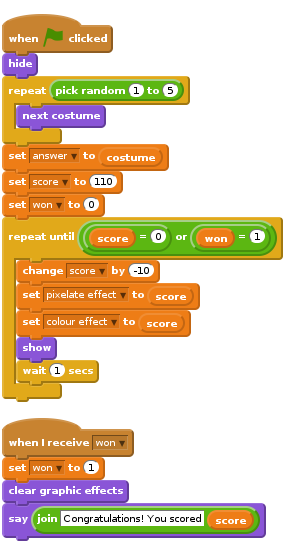 when clicked
hide
repeat pick random 1 to 5
next costume
set answer to costume
set score to 110
set won to 0
repeat until score = 0 or won = 1
change score by -10
set pixelate effect to score
set colour effect to score
show
wait 1 secs
when I receive won
set won to 1
clear graphic effects
say join Congratulations! You scored score